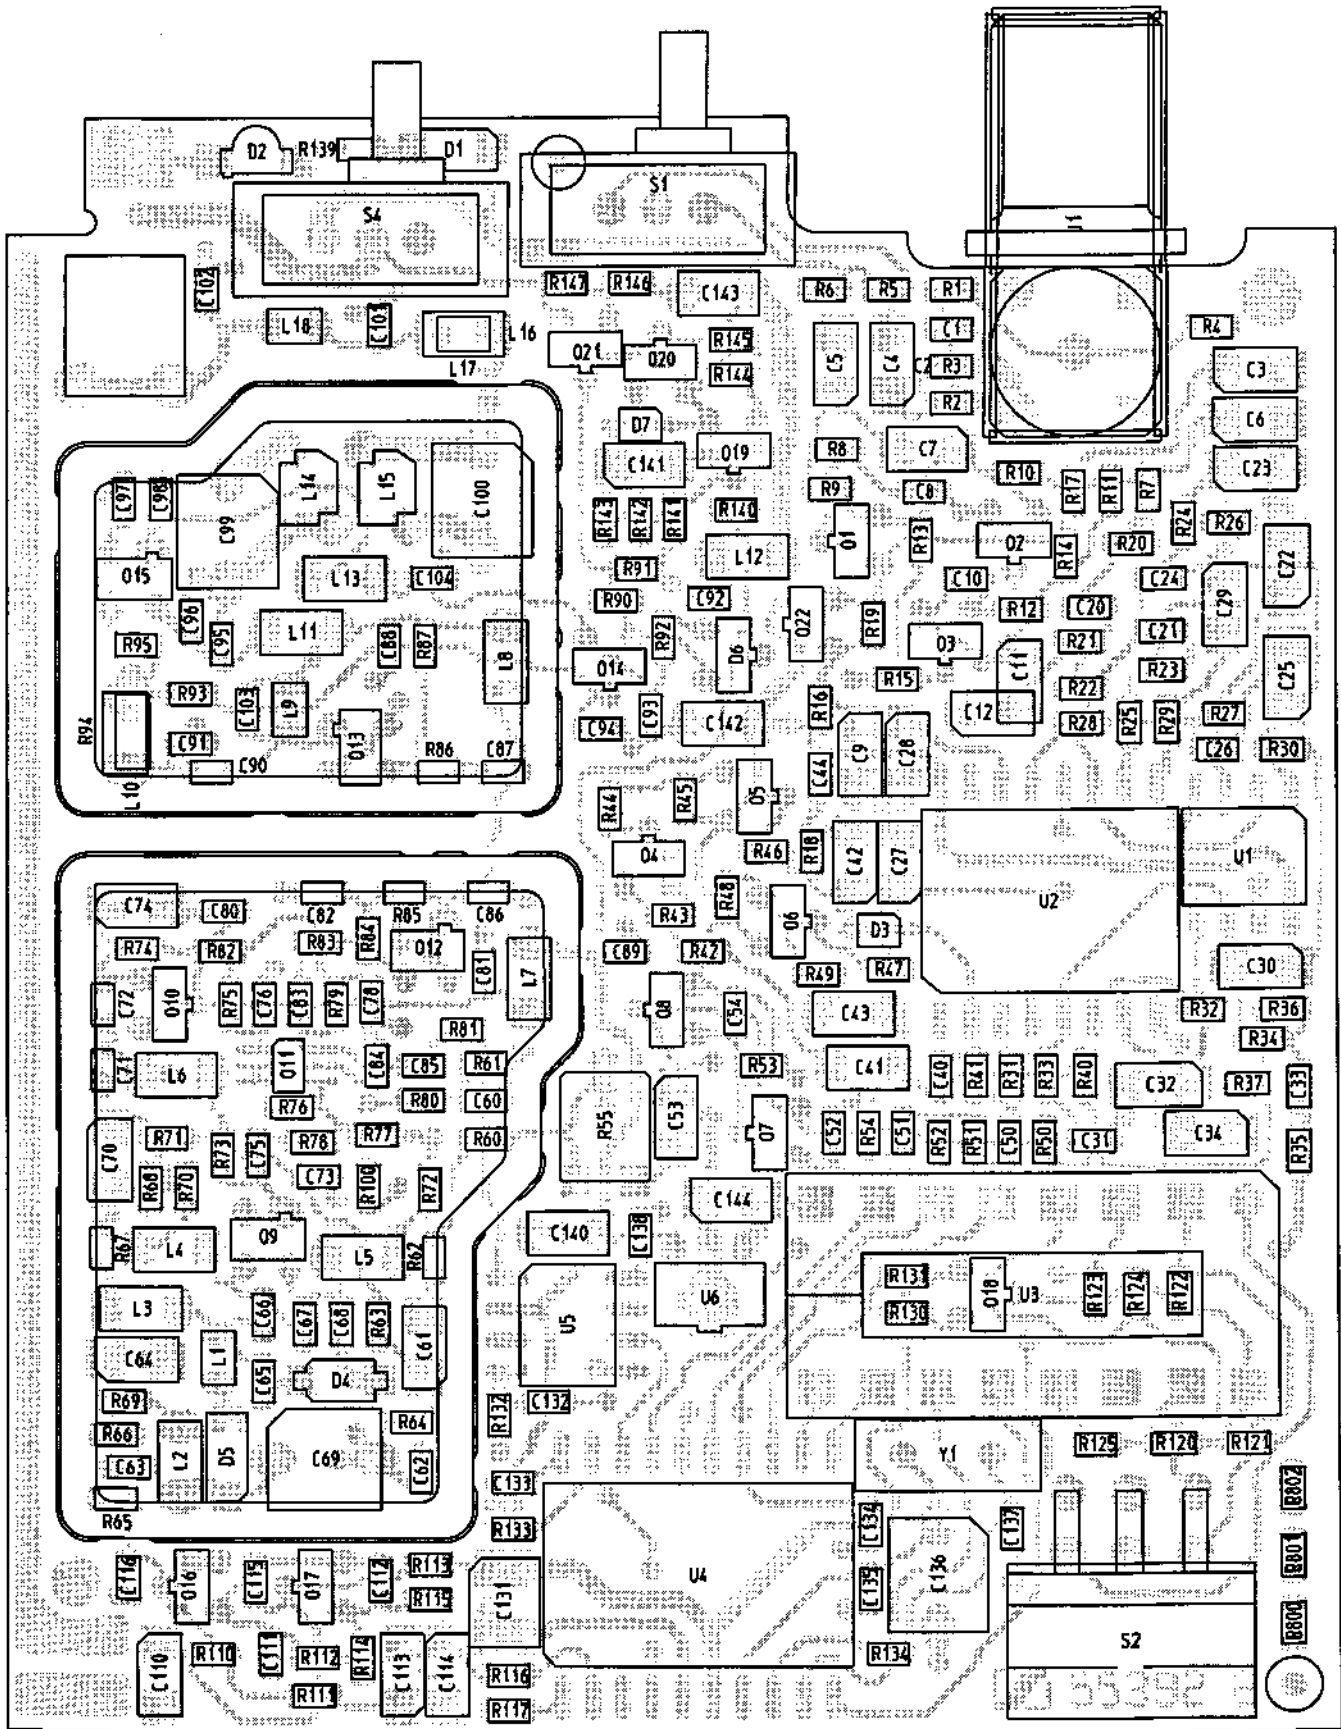 D2 R139 D1
S4 S1 J1
C102 R147 R146 C143 R6 R5 R1
L18 C101 L16 C1 R4
L17 Q21 Q20 R145 C5 C4 C2 R3 C3
R144 R2
D7 C6
C141 Q19 R8 C7 C23
C97 C98 C99 L14 L15 C100 R9 C8 R10 R17 R11 R7
R143 R142 R141 R140 Q1 R13 Q2 R14 R24 R26
Q15 L13 C104 R91 L12 R20 C22
C10 C24 C29
C96 C95 L11 C88 R87 L8 R90 C92 Q22 R19 R12 C20
R95 R92 D6 Q3 R21 C21
Q14 R15 C11 R23 C25
R94 R93 C103 L9 R16 R22
C91 Q13 C94 C93 C142 C9 C28 C12 R28 R25 R29 R27
C90 R86 C87 C44 C26 R30
L10 R44 R45 Q5
Q4 R46 R18 C42 C27 U2 U1
C74 C80 C82 R85 C86 R43 R48 Q6 D3
R74 R82 R83 R84 Q12 C81 L7 C89 R42 R49 R47 C30
C72 Q10 R75 C76 C83 R79 C78 Q8 C54 C43 R32 R36
R81 R34
C71 L6 Q11 C84 C85 R61 R53 C41 C40 R41 R31 R33 R40 C32 R37 C33
R76 R80 C60 R55 C53
C70 R71 R73 C75 R78 R77 R60 Q7 C52 R54 C51 R52 R51 C50 R50 C31 C34 R35
R68 R70 C73 R100 R72 C144
R67 L4 Q9 L5 R62 C140 C138
L3 C66 C67 C68 R63 C61 U5 U6 R131 R130 Q18 U3 R123 R124 R122
C64 L1 C65 D4
R69 R132 C132
R66 R64 R125 R120 R121
C63 L2 D5 C69 C62 C133 Y1 R802
R65 R133 C134 C137
C116 Q16 C115 Q17 C112 R113 C131 U4 C135 C136 R801
R115 R800
C110 R110 C111 R112 R114 C113 C114 R116 R134 S2
R111 R117